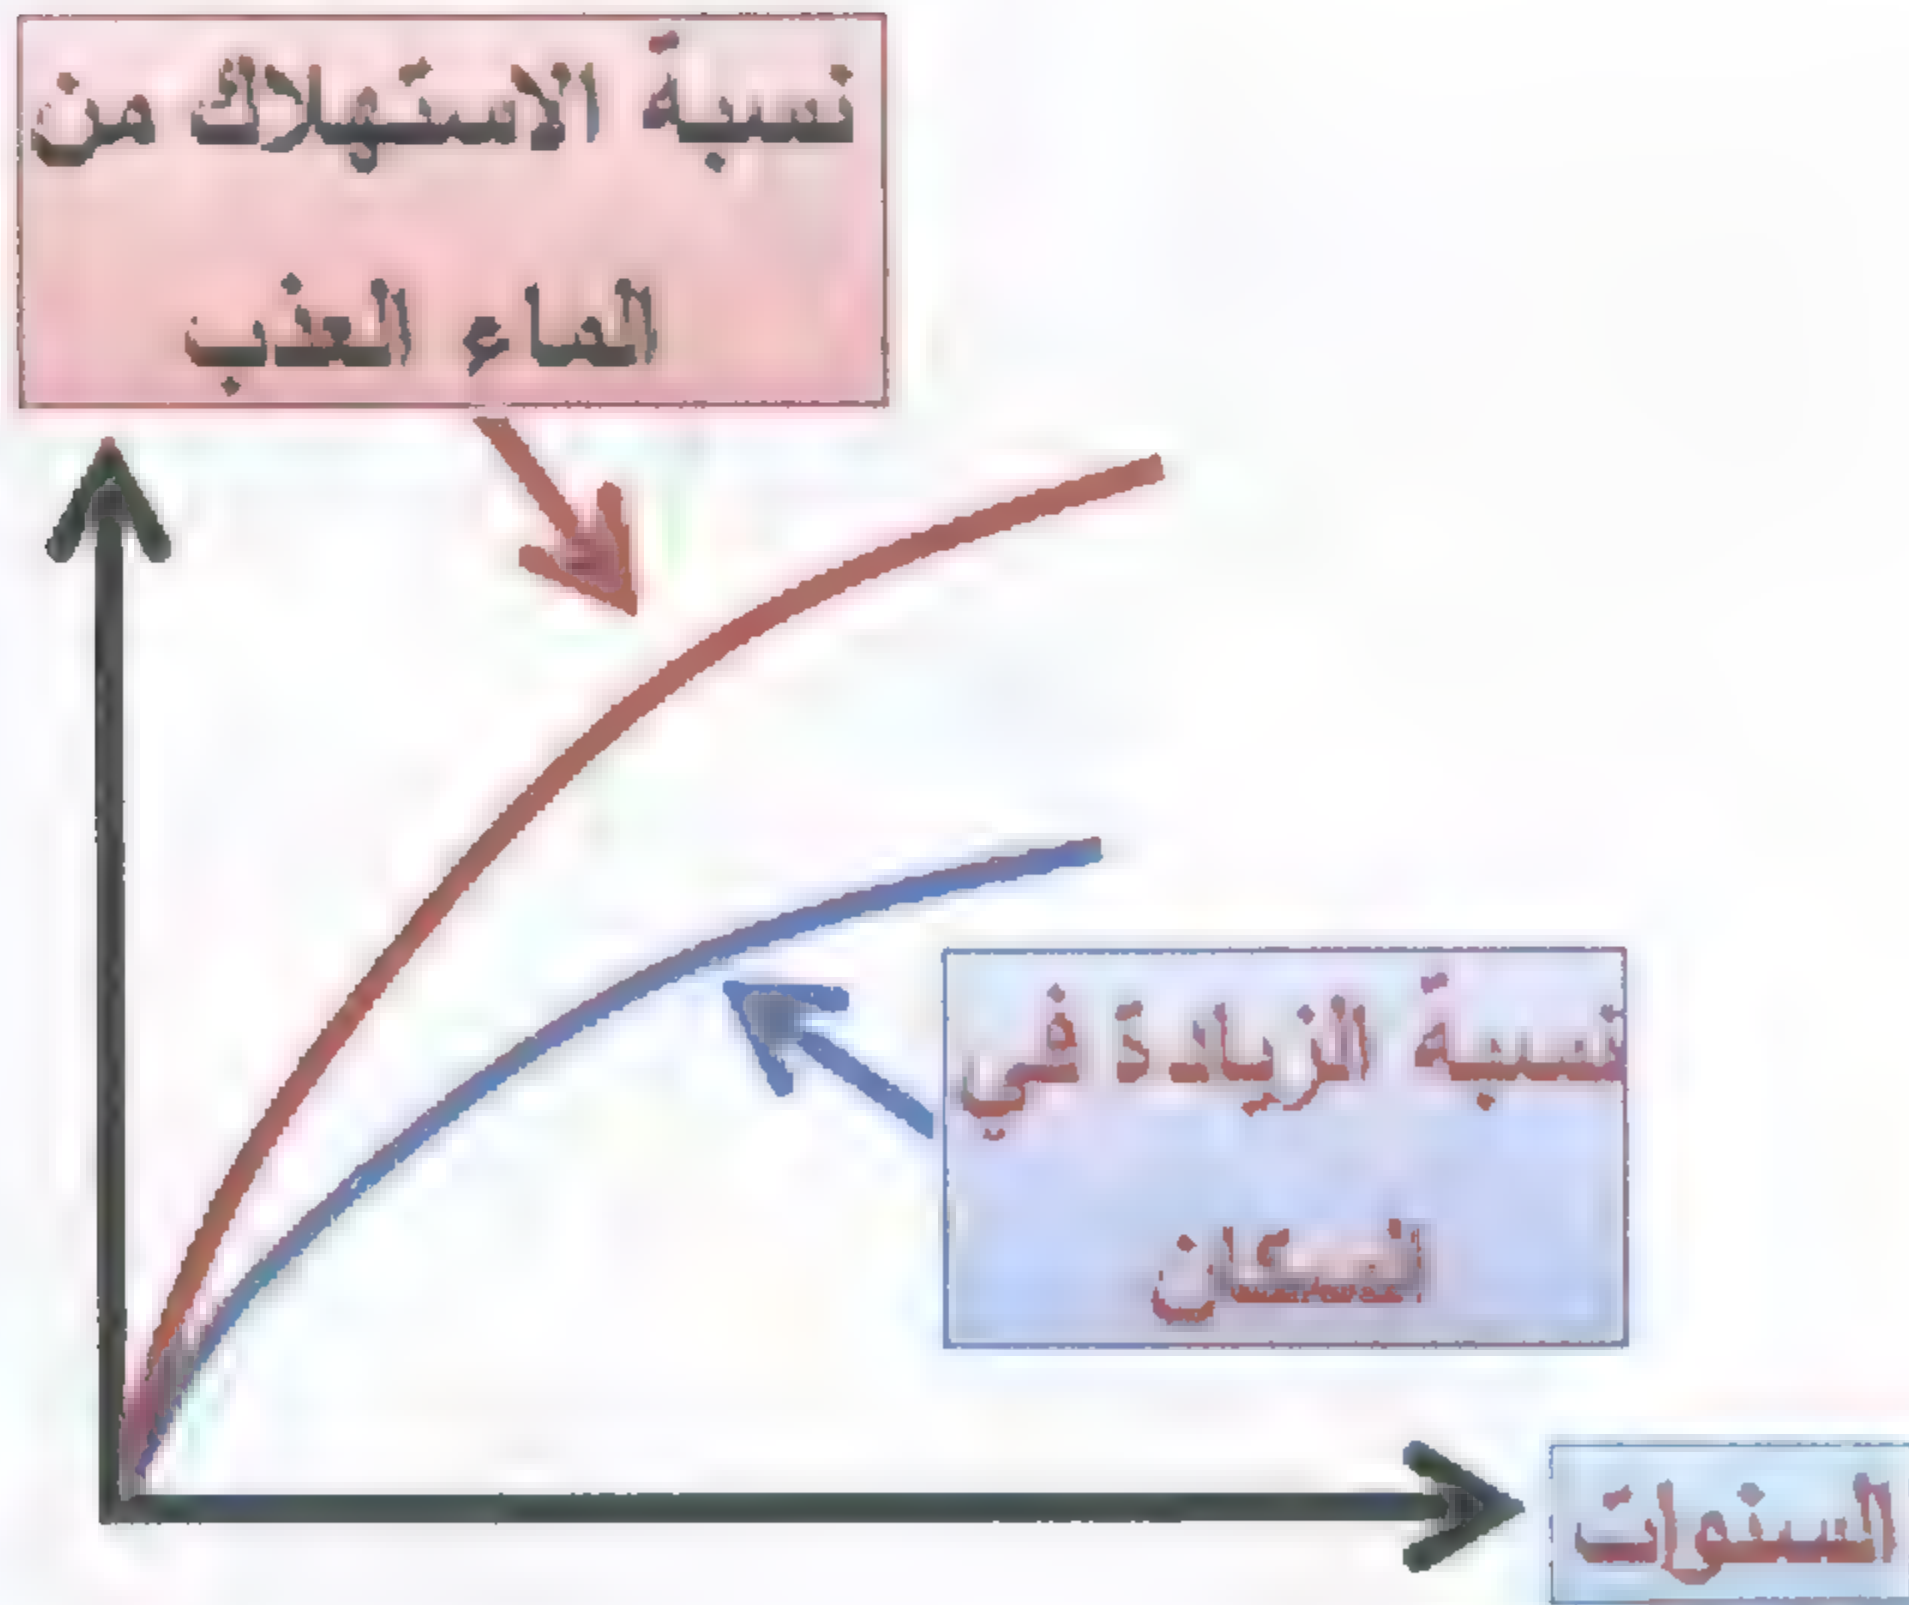 نسبة الاستهلاك من
الماء العذب
نسبة الزيادة في
السكان
السنوات